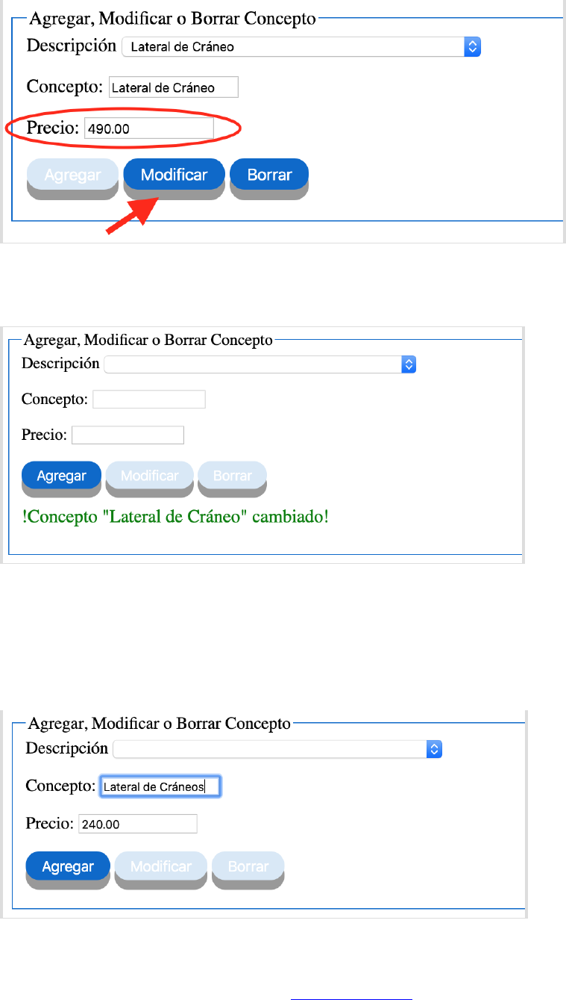 Agregar, Modificar o Borrar Concepto
Descripción Lateral de Cráneo
Concepto: Lateral de Cráneo
Precio: 490.00
Agregar Modificar Borrar
Agregar, Modificar o Borrar Concepto
Descripción
Concepto:
Precio:
Agregar Modificar Borrar
!Concepto "Lateral de Cráneo" cambiado!
Agregar, Modificar o Borrar Concepto
Descripción
Concepto: Lateral de Cráneos
Precio: 240.00
Agregar Modificar Borrar